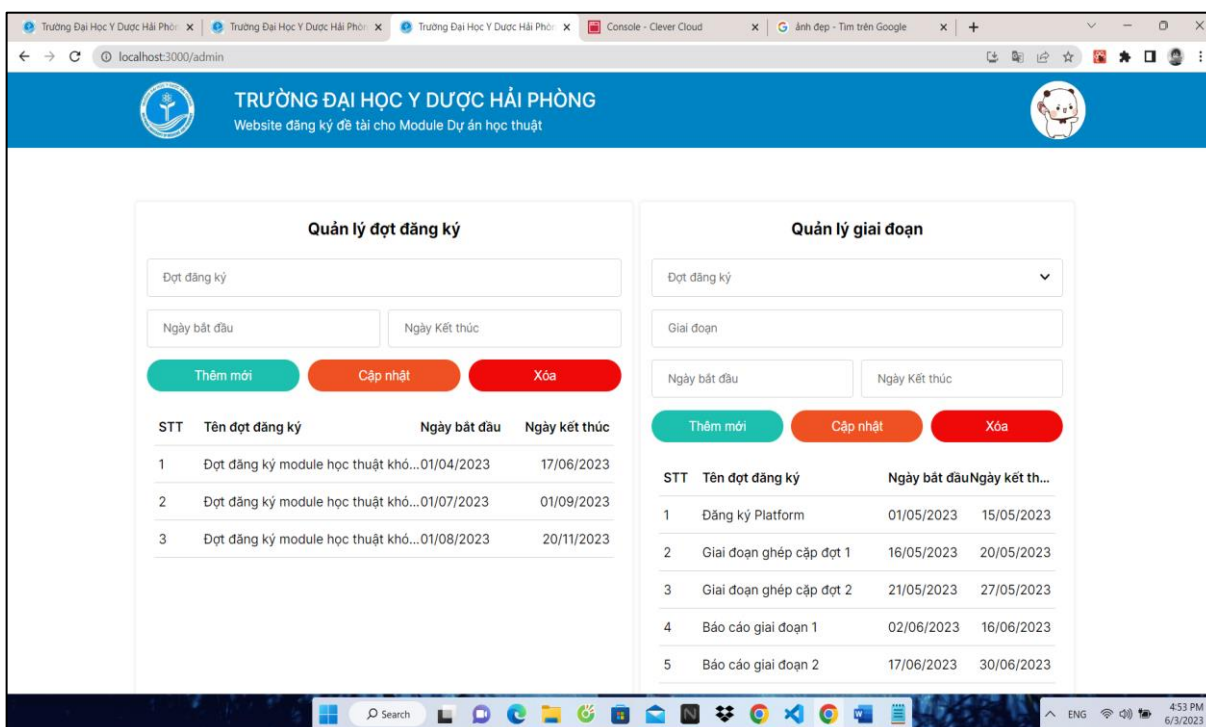 Trường Đại Học Y Dược Hải Phòn
Trường Đại Học Y Dược Hải Phòn
Trường Đại Học Y Dược Hải Phòn
Console - Clever Cloud
ảnh đẹp - Tìm trên Google
localhost:3000/admin
TRƯỜNG ĐẠI HỌC Y DƯỢC HẢI PHÒNG
Website đăng ký đề tài cho Module Dự án học thuật
Quản lý đợt đăng ký
Đợt đăng ký
Ngày bắt đầu Ngày Kết thúc
Thêm mới Cập nhật Xóa
STT Tên đợt đăng ký Ngày bắt đầu Ngày kết thúc
1 Đợt đăng ký module học thuật khó...01/04/2023 17/06/2023
2 Đợt đăng ký module học thuật khó...01/07/2023 01/09/2023
3 Đợt đăng ký module học thuật khó...01/08/2023 20/11/2023
Quản lý giai đoạn
Đợt đăng ký
Giai đoạn
Ngày bắt đầu Ngày Kết thúc
Thêm mới Cập nhật Xóa
STT Tên đợt đăng ký Ngày bắt đầuNgày kết th...
1 Đăng ký Platform 01/05/2023 15/05/2023
2 Giai đoạn ghép cặp đợt 1 16/05/2023 20/05/2023
3 Giai đoạn ghép cặp đợt 2 21/05/2023 27/05/2023
4 Báo cáo giai đoạn 1 02/06/2023 16/06/2023
5 Báo cáo giai đoạn 2 17/06/2023 30/06/2023
Search
ENG
4:53 PM
6/3/2023